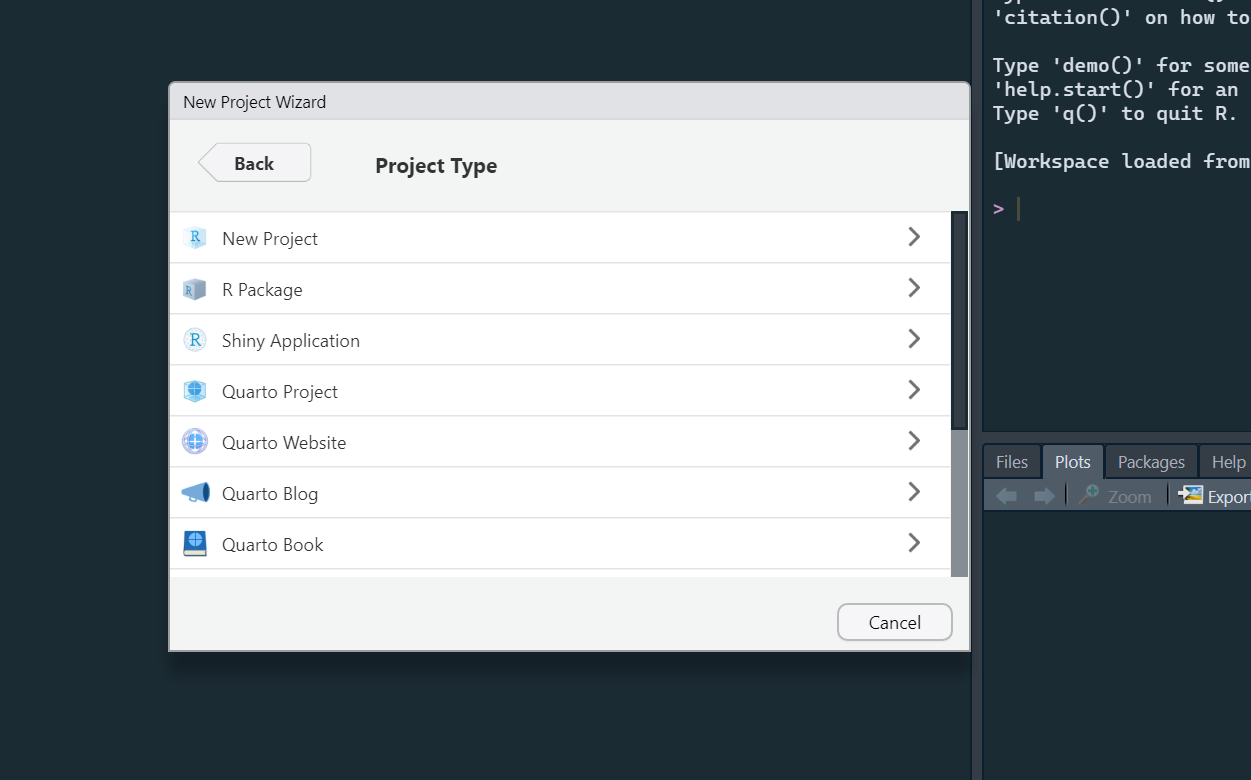 'citation()' on how to
Type 'demo()' for some
'help.start()' for an
Type 'q()' to quit R.
[Workspace loaded from
>
New Project Wizard
Back
Project Type
R New Project
R R Package
R Shiny Application
Quarto Project
Quarto Website
Quarto Blog
Quarto Book
Cancel
Files Plots Packages Help
Zoom Export